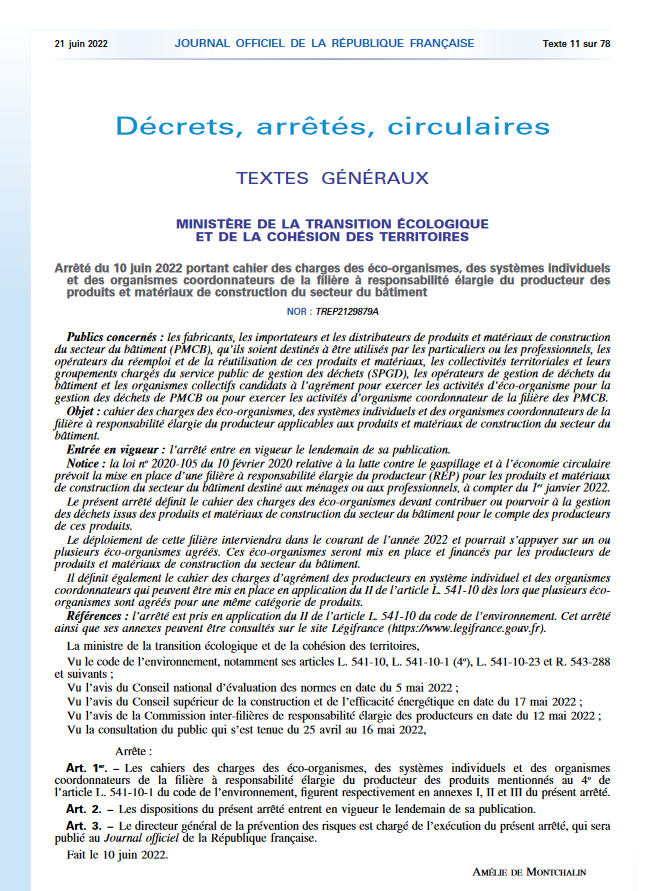 21 juin 2022
JOURNAL OFFICIEL DE LA RÉPUBLIQUE FRANÇAISE
Texte 11 sur 78
Décrets, arrêtés, circulaires
TEXTES GÉNÉRAUX
MINISTÈRE DE LA TRANSITION ÉCOLOGIQUE
ET DE LA COHÉSION DES TERRITOIRES
Arrêté du 10 juin 2022 portant cahier des charges des éco-organismes, des systèmes individuels
et des organismes coordonnateurs de la filière à responsabilité élargie du producteur des
produits et matériaux de construction du secteur du bâtiment
NOR : TREP2129879A
Publics concernés : les fabricants, les importateurs et les distributeurs de produits et matériaux de construction
du secteur du bâtiment (PMCB), qu'ils soient destinés à être utilisés par les particuliers ou les professionnels, les
opérateurs du réemploi et de la réutilisation de ces produits et matériaux, les collectivités territoriales et leurs
groupements chargés du service public de gestion des déchets (SPGD), les opérateurs de gestion de déchets du
bâtiment et les organismes collectifs candidats à l'agrément pour exercer les activités d'éco-organisme pour la
gestion des déchets de PMCB ou pour exercer les activités d'organisme coordonnateur de la filière des PMCB.
Objet : cahier des charges des éco-organismes, des systèmes individuels et des organismes coordonnateurs de la
filière à responsabilité élargie du producteur applicables aux produits et matériaux de construction du secteur du
bâtiment.
Entrée en vigueur : l'arrêté entre en vigueur le lendemain de sa publication.
Notice : la loi nº 2020-105 du 10 février 2020 relative à la lutte contre le gaspillage et à l'économie circulaire
prévoit la mise en place d'une filière à responsabilité élargie du producteur (REP) pour les produits et matériaux
de construction du secteur du bâtiment destiné aux ménages ou aux professionnels, à compter du 1er janvier 2022.
Le présent arrêté définit le cahier des charges des éco-organismes devant contribuer ou pourvoir à la gestion
des déchets issus des produits et matériaux de construction du secteur du bâtiment pour le compte des producteurs
de ces produits.
Le déploiement de cette filière interviendra dans le courant de l'année 2022 et pourrait s'appuyer sur un ou
plusieurs éco-organismes agréés. Ces éco-organismes seront mis en place et financés par les producteurs de
produits et matériaux de construction du secteur du bâtiment.
Il définit également le cahier des charges d'agrément des producteurs en système individuel et des organismes
coordonnateurs qui peuvent être mis en place en application du II de l'article L. 541-10 dès lors que plusieurs éco-
organismes sont agréés pour une même catégorie de produits.
Références : l'arrêté est pris en application du II de l'article L. 541-10 du code de l'environnement. Cet arrêté
ainsi que ses annexes peuvent être consultés sur le site Légifrance (https://www.legifrance.gouv.fr).
La ministre de la transition écologique et de la cohésion des territoires,
Vu le code de l'environnement, notamment ses articles L. 541-10, L. 541-10-1 (4º), L. 541-10-23 et R. 543-288
et suivants ;
Vu l'avis du Conseil national d'évaluation des normes en date du 5 mai 2022 ;
Vu l'avis du Conseil supérieur de la construction et de l'efficacité énergétique en date du 17 mai 2022 ;
Vu l'avis de la Commission inter-filières de responsabilité élargie des producteurs en date du 12 mai 2022 ;
Vu la consultation du public qui s'est tenue du 25 avril au 16 mai 2022,
Arrête :
Art. 1er. – Les cahiers des charges des éco-organismes, des systèmes individuels et des organismes
coordonnateurs de la filière à responsabilité élargie du producteur des produits mentionnés au 4º de
l'article L. 541-10-1 du code de l'environnement, figurent respectivement en annexes I, II et III du présent arrêté.
Art. 2. – Les dispositions du présent arrêté entrent en vigueur le lendemain de sa publication.
Art. 3. – Le directeur général de la prévention des risques est chargé de l'exécution du présent arrêté, qui sera
publié au Journal officiel de la République française.
Fait le 10 juin 2022.
AMÉLIE DE MONTCHALIN